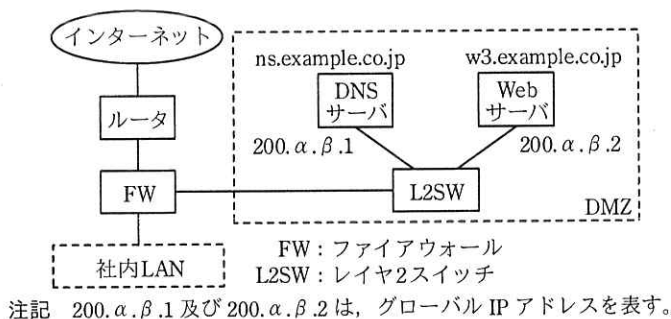 インターネット
ns.example.co.jp
w3.example.co.jp
DNS
サーバ
Web
サーバ
ルータ
200.α.β.1
200.α.β.2
FW
L2SW
DMZ
社内LAN
FW：ファイアウォール
L2SW：レイヤ2スイッチ
注記　200.α.β.1 及び 200.α.β.2 は，グローバル IP アドレスを表す。